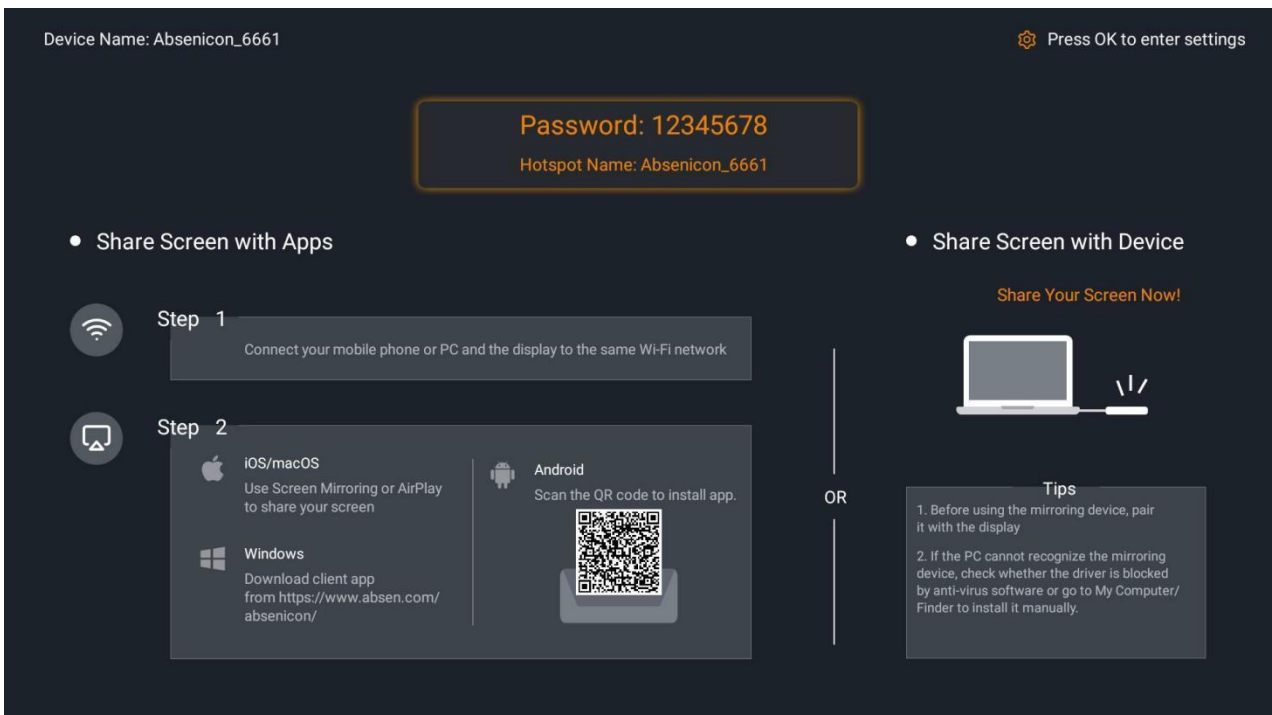 Device Name: Absenicon_6661
Press OK to enter settings
Password: 12345678
Hotspot Name: Absenicon_6661
Share Screen with Apps
Step 1
Connect your mobile phone or PC and the display to the same Wi-Fi network
Step 2
iOS/macOS
Use Screen Mirroring or AirPlay
to share your screen
Windows
Download client app
from https://www.absen.com/
absenicon/
Android
Scan the QR code to install app.
OR
Share Screen with Device
Share Your Screen Now!
Tips
1. Before using the mirroring device, pair
it with the display
2. If the PC cannot recognize the mirroring
device, check whether the driver is blocked
by anti-virus software or go to My Computer/
Finder to install it manually.